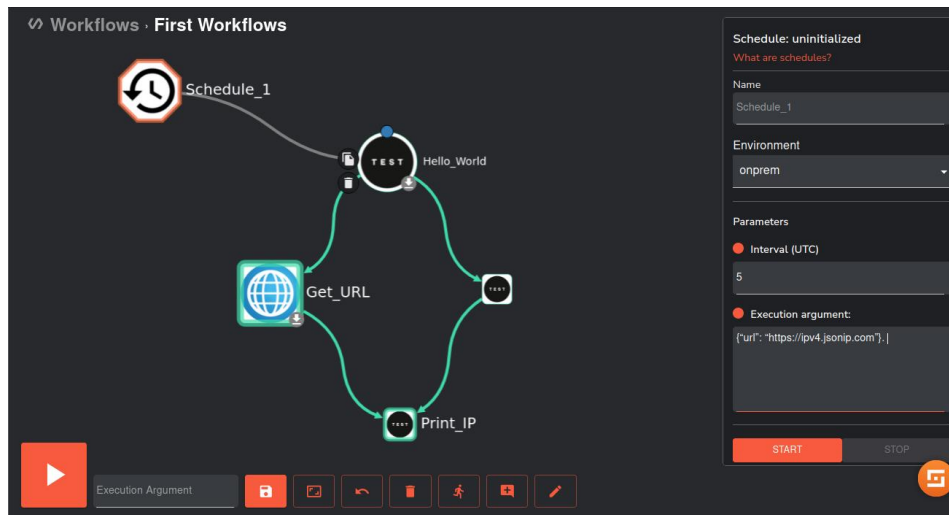 Workflows › First Workflows
Schedule_1
TEST
Hello_World
Get_URL
TEST
TEST
Print_IP
Execution Argument
Schedule: uninitialized
What are schedules?
Name
Schedule_1
Environment
onprem
Parameters
Interval (UTC)
5
Execution argument:
{“url”: “https://ipv4.jsonip.com”}. |
START
STOP